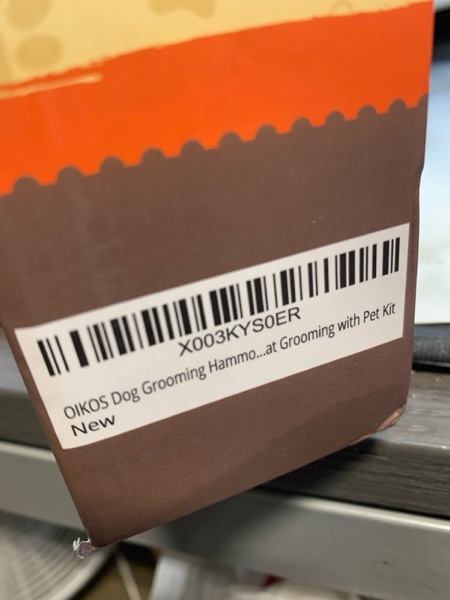 X003KYS0ER
OIKOS Dog Grooming Hammo...at Grooming with Pet Kit
New